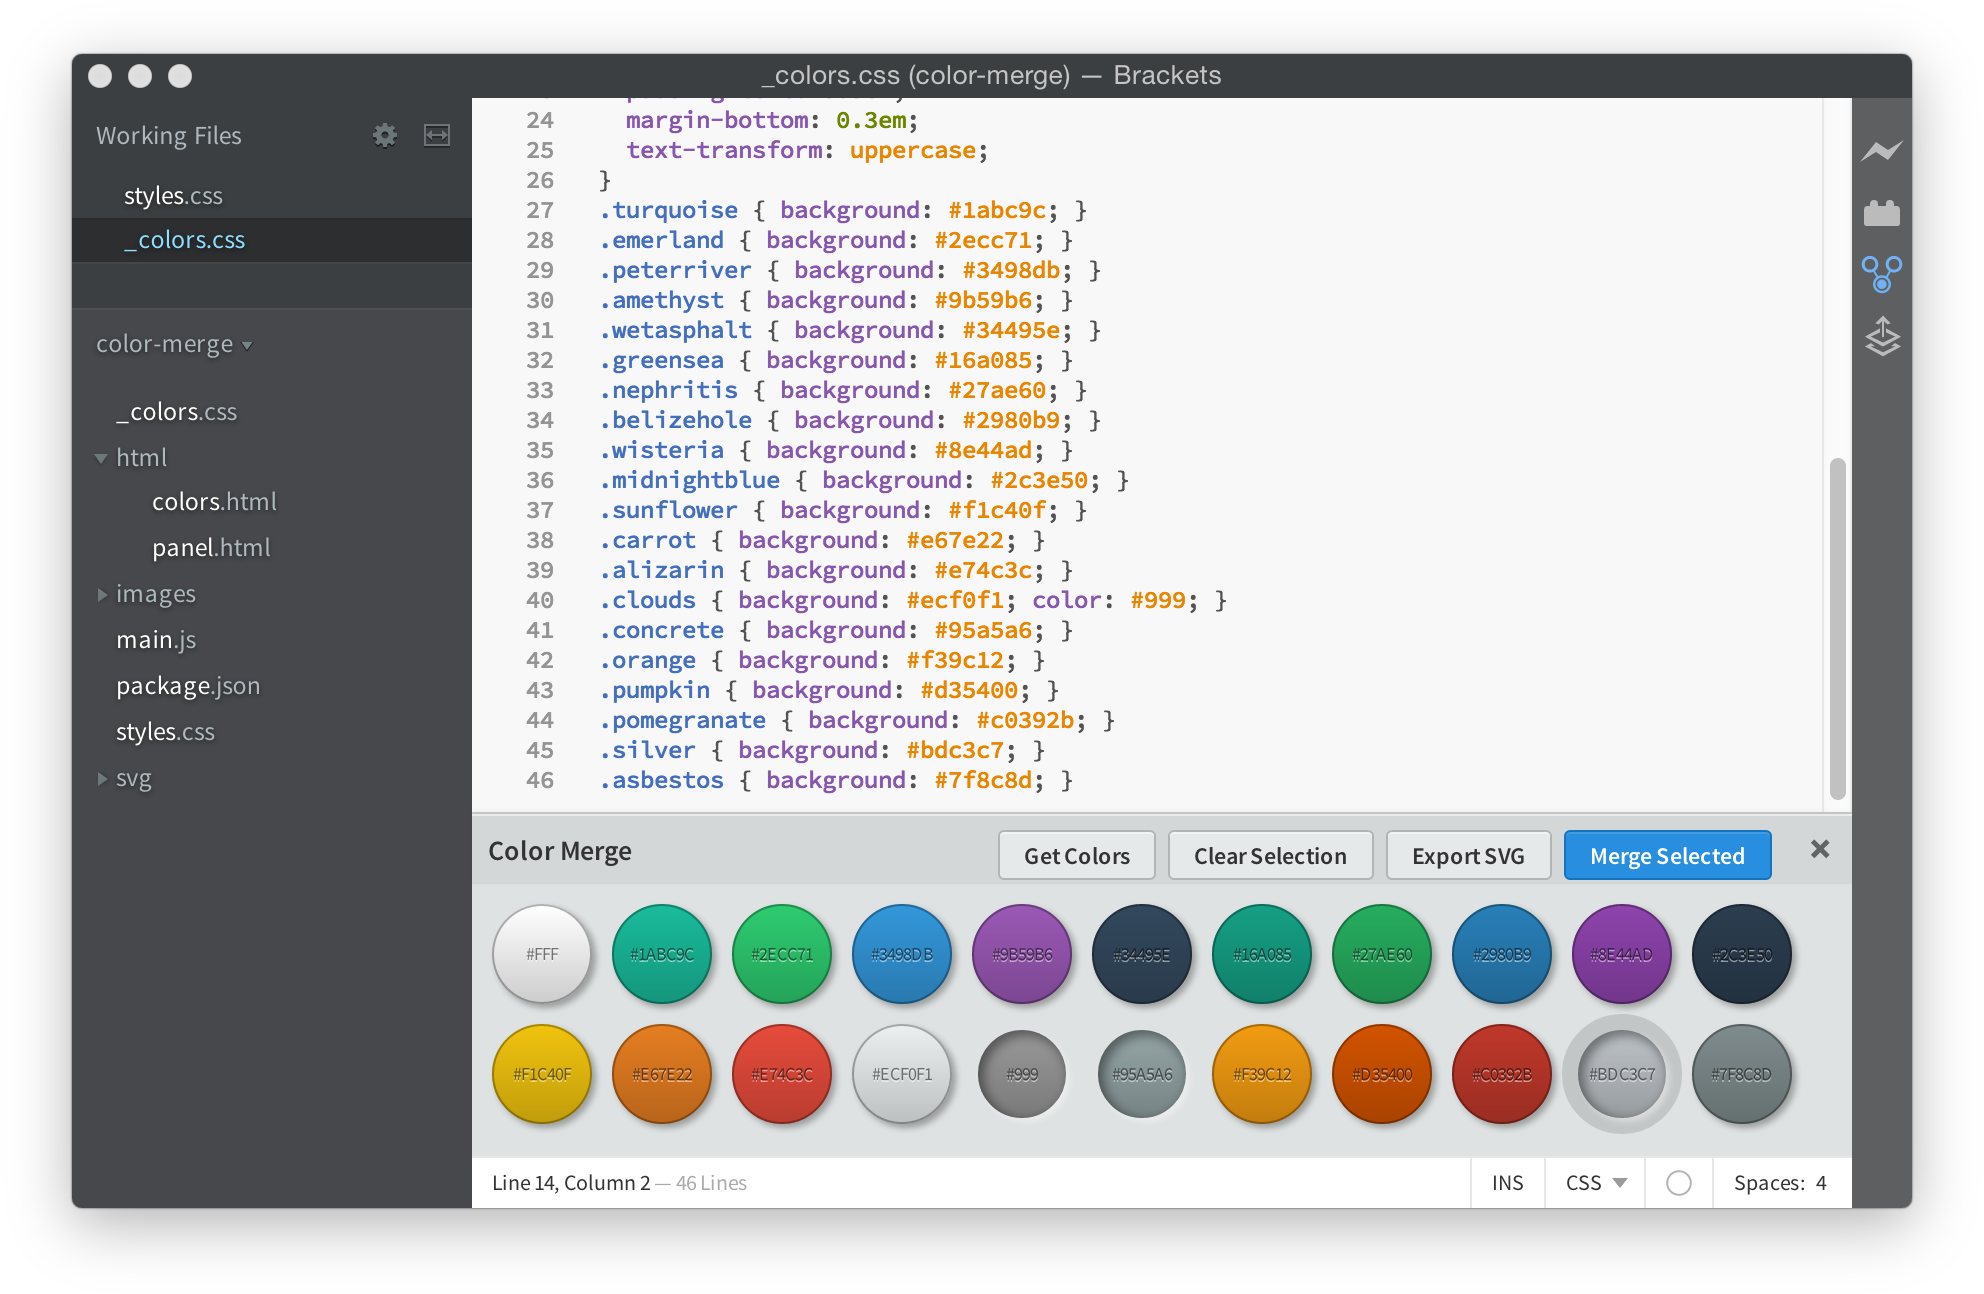 _colors.css (color-merge) — Brackets
Working Files
styles.css
_colors.css
color-merge
_colors.css
html
colors.html
panel.html
images
main.js
package.json
styles.css
svg
24 margin-bottom: 0.3em;
25 text-transform: uppercase;
26 }
27 .turquoise { background: #1abc9c; }
28 .emerland { background: #2ecc71; }
29 .peterriver { background: #3498db; }
30 .amethyst { background: #9b59b6; }
31 .wetasphalt { background: #34495e; }
32 .greensea { background: #16a085; }
33 .nephritis { background: #27ae60; }
34 .belizehole { background: #2980b9; }
35 .wisteria { background: #8e44ad; }
36 .midnightblue { background: #2c3e50; }
37 .sunflower { background: #f1c40f; }
38 .carrot { background: #e67e22; }
39 .alizarin { background: #e74c3c; }
40 .clouds { background: #ecf0f1; color: #999; }
41 .concrete { background: #95a5a6; }
42 .orange { background: #f39c12; }
43 .pumpkin { background: #d35400; }
44 .pomegranate { background: #c0392b; }
45 .silver { background: #bdc3c7; }
46 .asbestos { background: #7f8c8d; }
Color Merge Get Colors Clear Selection Export SVG Merge Selected
#FFF #1ABC9C #2ECC71 #3498DB #9B59B6 #34495E #16A085 #27AE60 #2980B9 #8E44AD #2C3E50
#F1C40F #E67E22 #E74C3C #ECF0F1 #999 #95A5A6 #F39C12 #D35400 #C0392B #BDC3C7 #7F8C8D
Line 14, Column 2 — 46 Lines INS CSS Spaces: 4